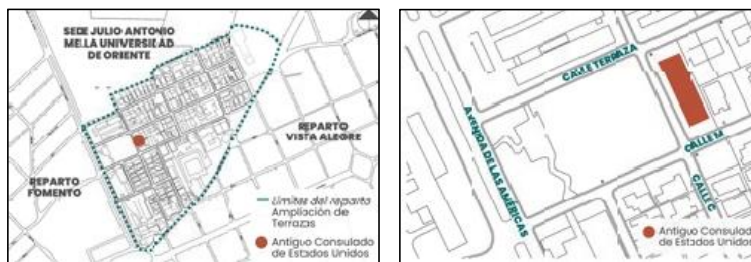 SEDE JULIO ANTONIO
MELLA UNIVERSILAD
DE ORIENTE
REPARTO
VISTA ALEGRE
REPARTO
FOMENTO
Límites del reparto
Ampliación de
Terrazas
Antiguo Consulado
de Estados Unidos
CALLE TERRAZA
AVENIDA DE LAS AMÉRICAS
CALLE M
CALLE C
Antiguo Consulado
de Estados Unidos